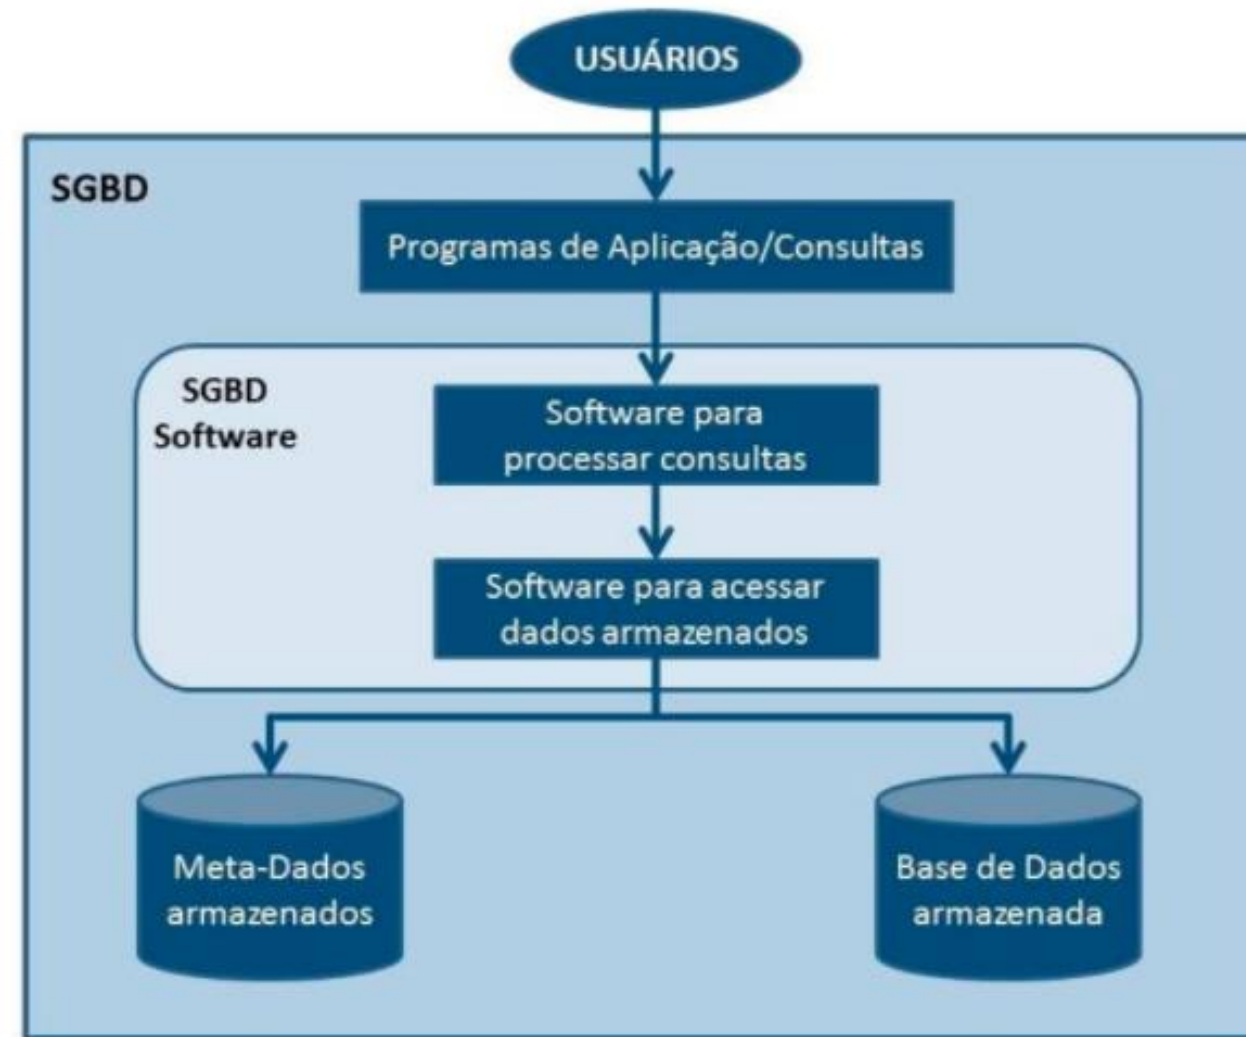 USUÁRIOS
SGBD
Programas de Aplicação/Consultas
SGBD
Software
Software para
processar consultas
Software para acessar
dados armazenados
Meta-Dados
armazenados
Base de Dados
armazenada